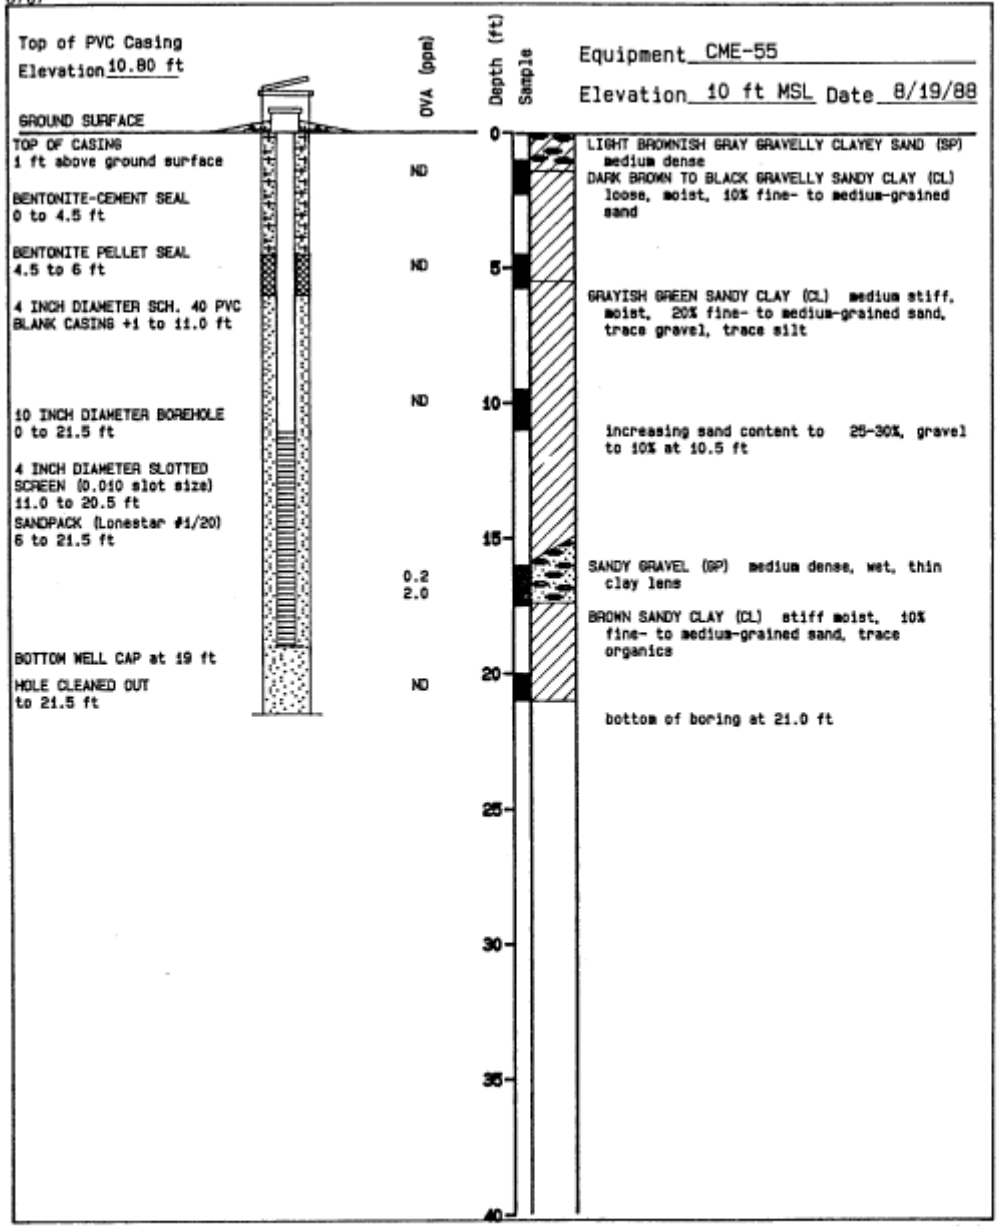 Top of PVC Casing
Elevation 10.80 ft
OVA (ppm)
Depth (ft)
Sample
Equipment CME-55
Elevation 10 ft MSL Date 8/19/88
GROUND SURFACE
TOP OF CASING
1 ft above ground surface
BENTONITE-CEMENT SEAL
0 to 4.5 ft
BENTONITE PELLET SEAL
4.5 to 6 ft
4 INCH DIAMETER SCH. 40 PVC
BLANK CASING +1 to 11.0 ft
10 INCH DIAMETER BOREHOLE
0 to 21.5 ft
4 INCH DIAMETER SLOTTED
SCREEN (0.010 slot size)
11.0 to 20.5 ft
SANDPACK (Lonestar #1/20)
6 to 21.5 ft
BOTTOM WELL CAP at 19 ft
HOLE CLEANED OUT
to 21.5 ft
ND
ND
ND
0.2
2.0
ND
0
5
10
15
20
25
30
35
40
LIGHT BROWNISH GRAY GRAVELLY CLAYEY SAND (SP)
medium dense
DARK BROWN TO BLACK GRAVELLY SANDY CLAY (CL)
loose, moist, 10% fine- to medium-grained
sand
GRAYISH GREEN SANDY CLAY (CL) medium stiff,
moist, 20% fine- to medium-grained sand,
trace gravel, trace silt
increasing sand content to 25-30%, gravel
to 10% at 10.5 ft
SANDY GRAVEL (GP) medium dense, wet, thin
clay lens
BROWN SANDY CLAY (CL) stiff moist, 10%
fine- to medium-grained sand, trace
organics
bottom of boring at 21.0 ft